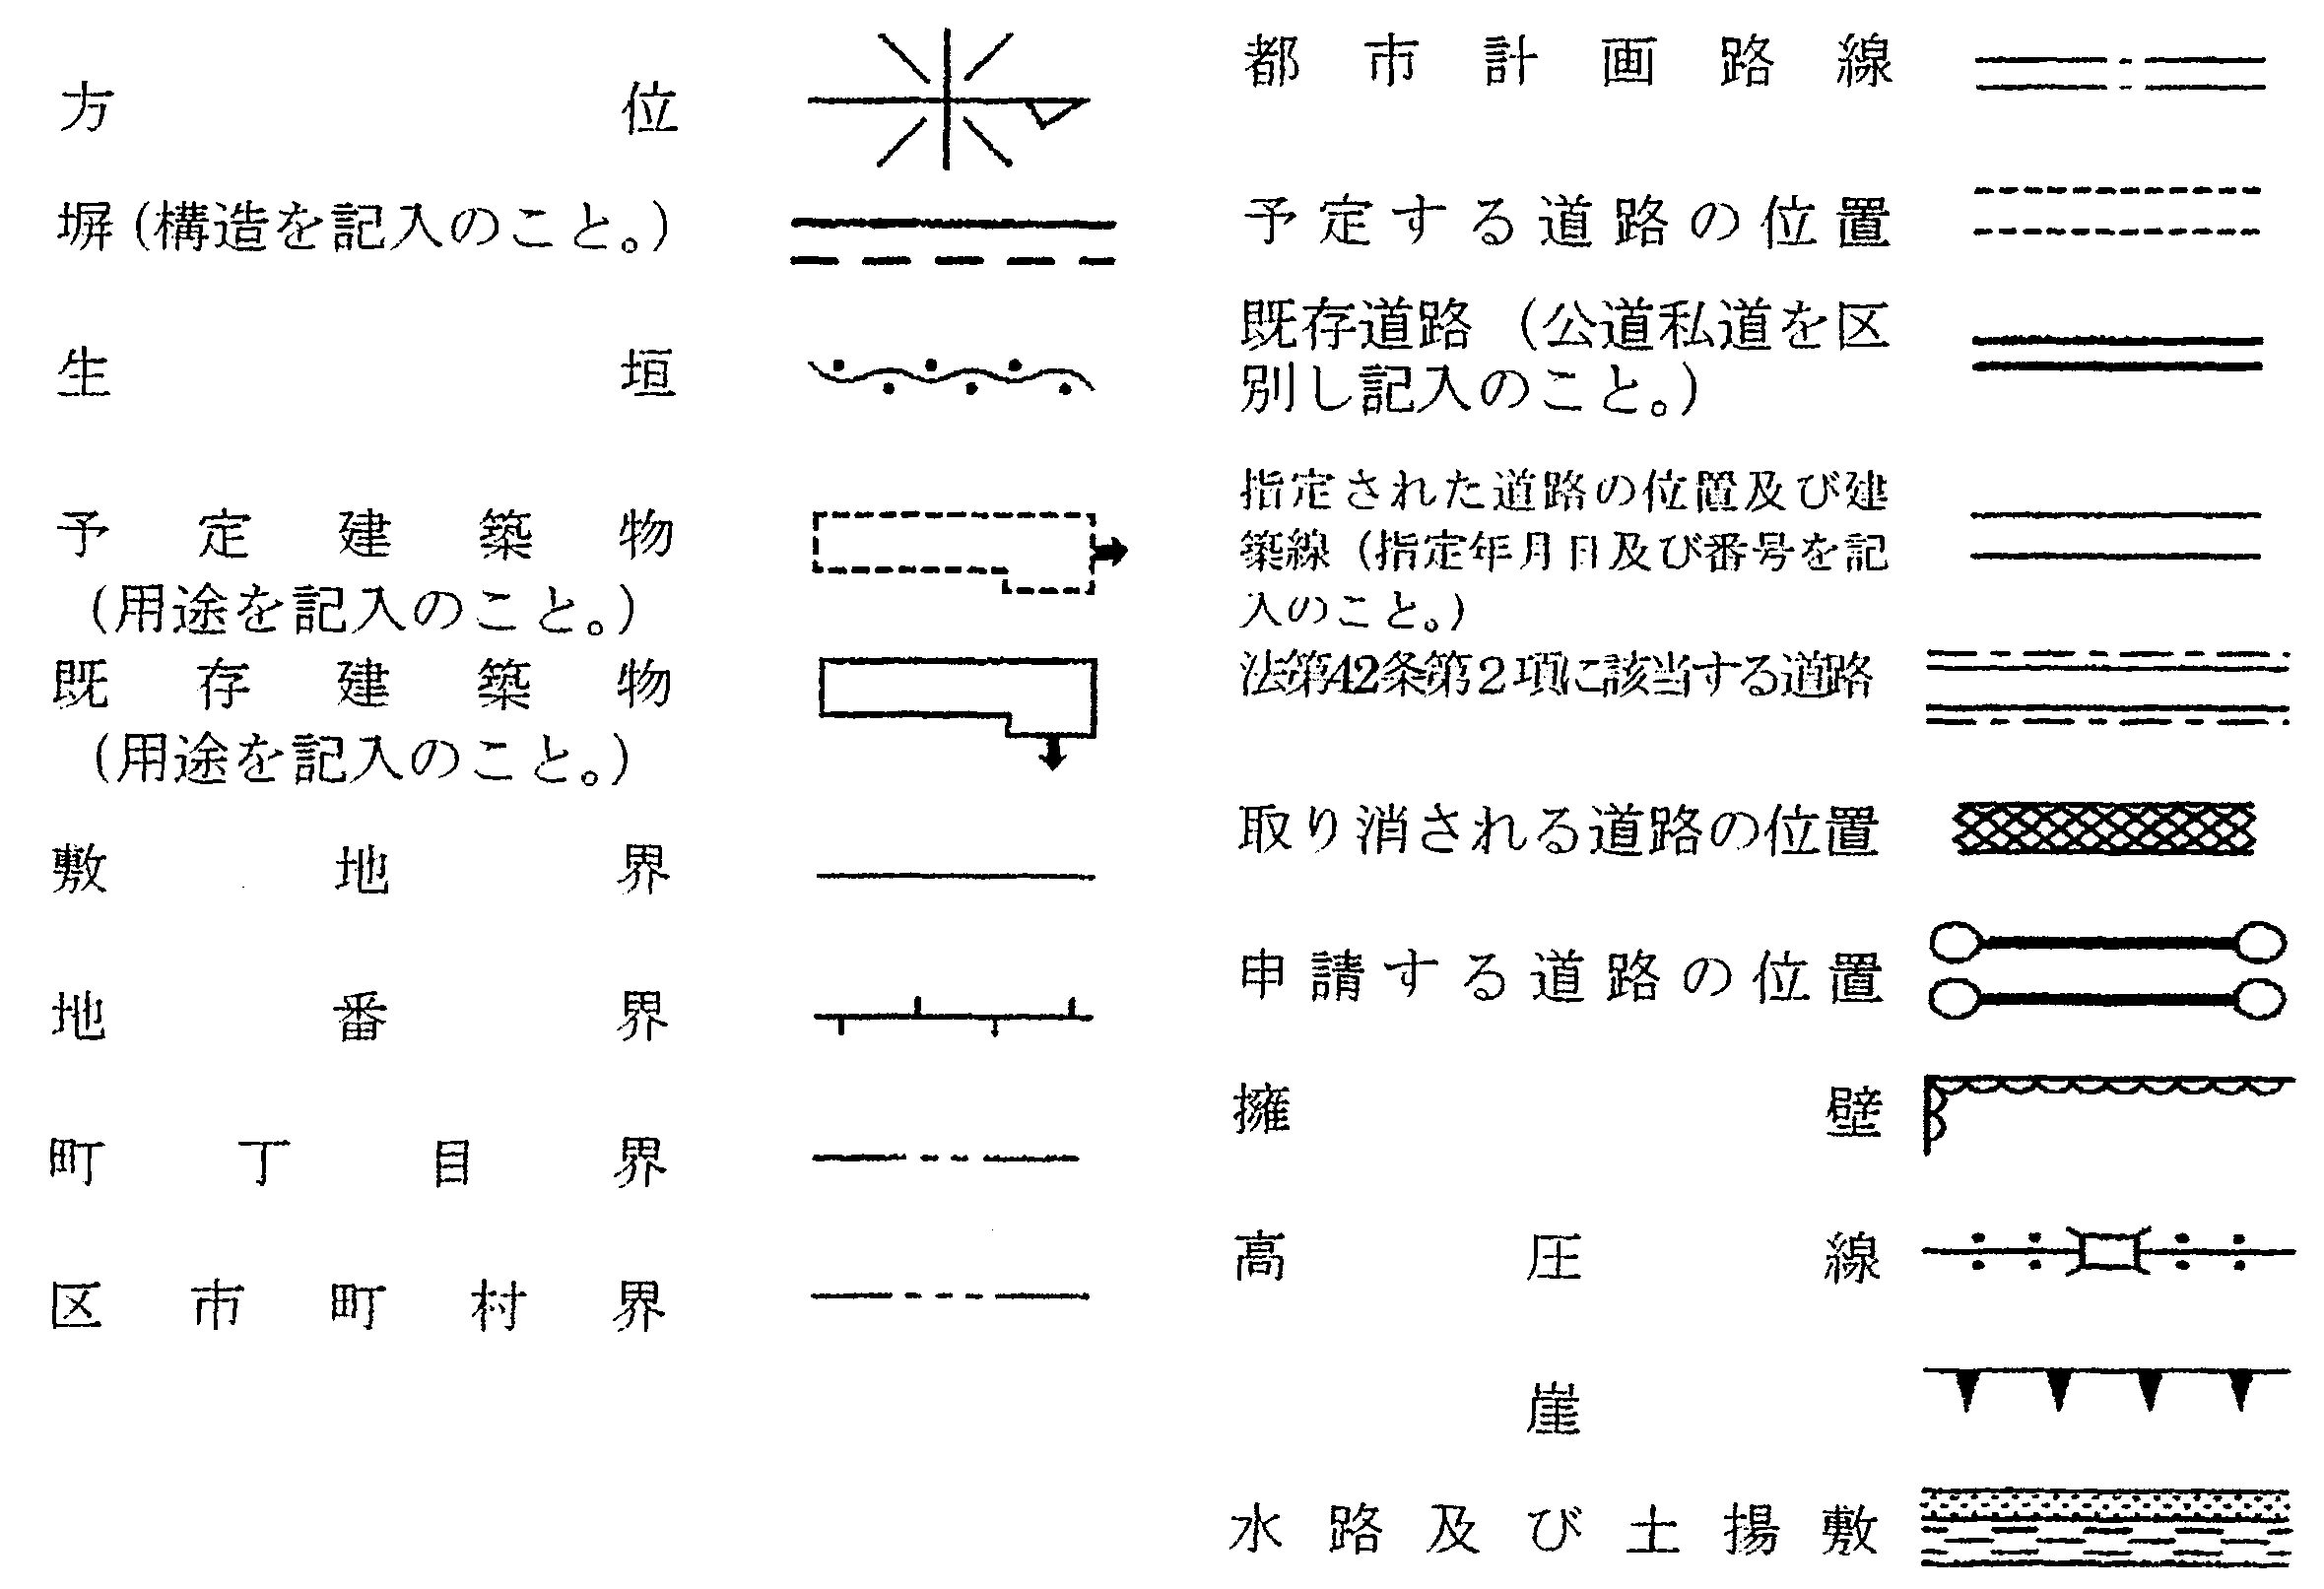 方位
塀(構造を記入のこと。)
生垣
予定建築物
(用途を記入のこと。)
既存建築物
(用途を記入のこと。)
敷地界
地番界
町丁目界
区市町村界
都市計画路線
予定する道路の位置
既存道路(公道私道を区
別し記入のこと。)
指定された道路の位置及び建
築線(指定年月日及び番号を記
入のこと。)
法第42条第2項に該当する道路
取り消される道路の位置
申請する道路の位置
擁壁
高圧線
崖
水路及び土揚敷